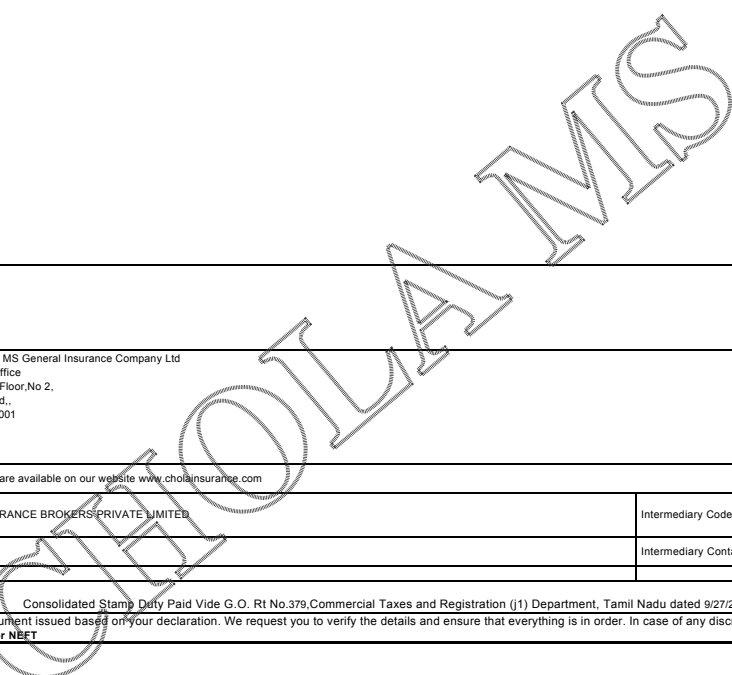 CHOLA MS
MS General Insurance Company Ltd
ffice
Floor,No 2,
d,,
001
are available on our website www.cholainsurance.com
RANCE BROKERS PRIVATE LIMITED
Intermediary Code
Intermediary Conta
Consolidated Stamp Duty Paid Vide G.O. Rt No.379,Commercial Taxes and Registration (j1) Department, Tamil Nadu dated 9/27/2
ument issued based on your declaration. We request you to verify the details and ensure that everything is in order. In case of any disc
r NEFT